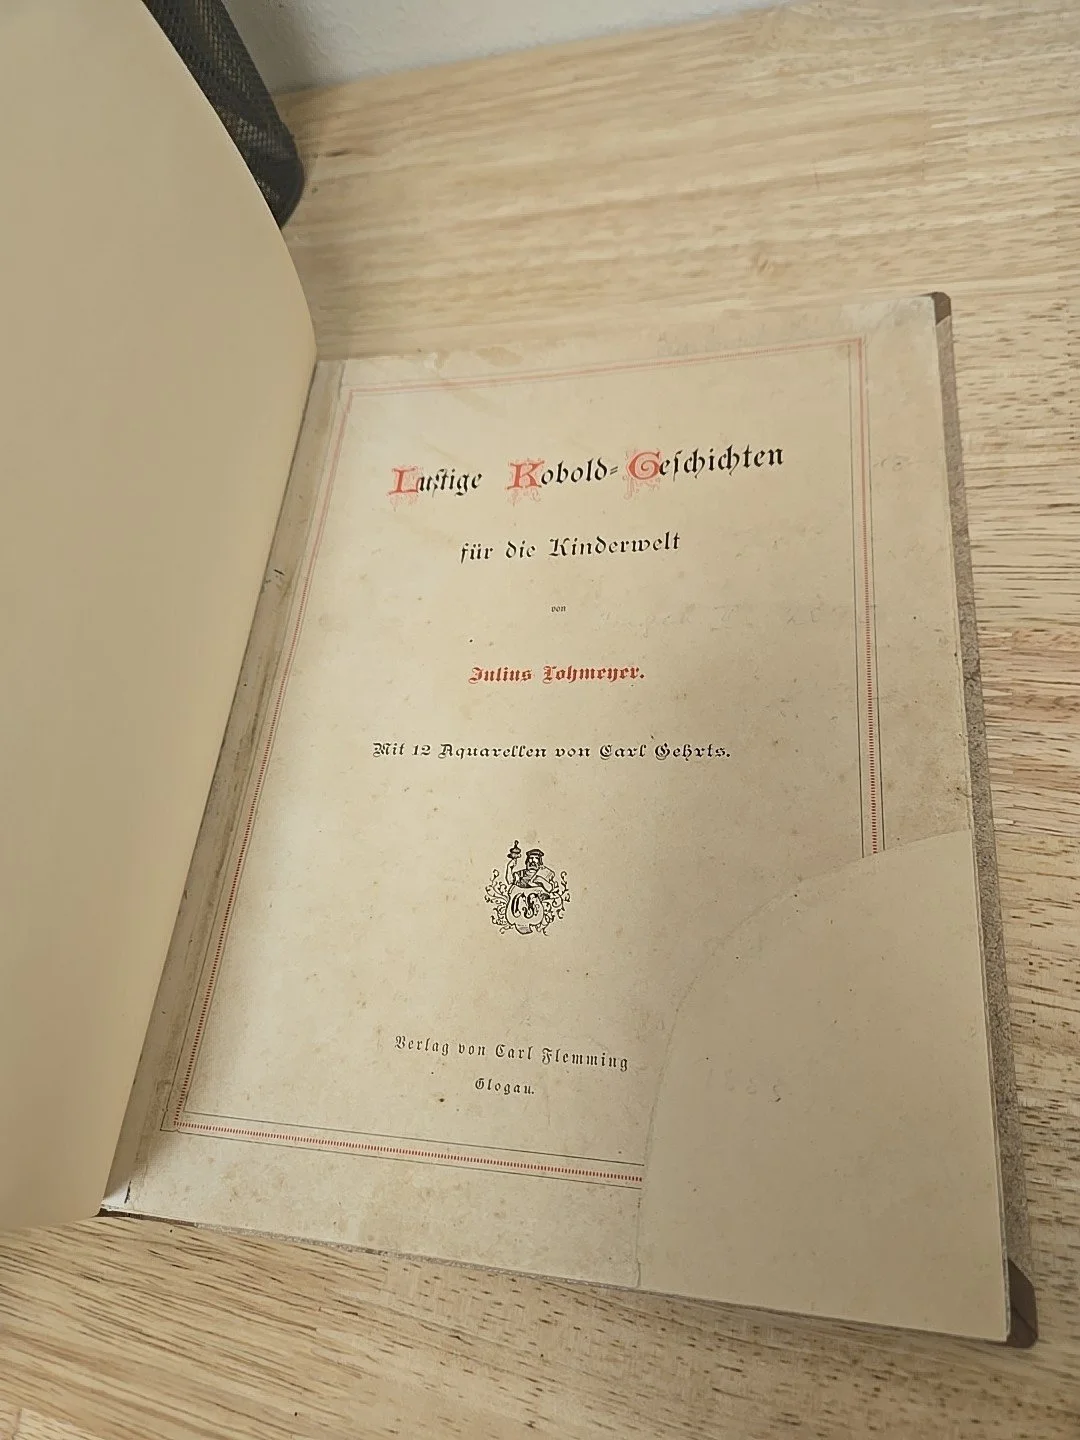 Lustige Kobold-Geschichten
für die Kinderwelt
von
Julius Lohmeyer.
Mit 12 Aquarellen von Carl Gehrts.
CF
Verlag von Carl Flemming
Glogau.